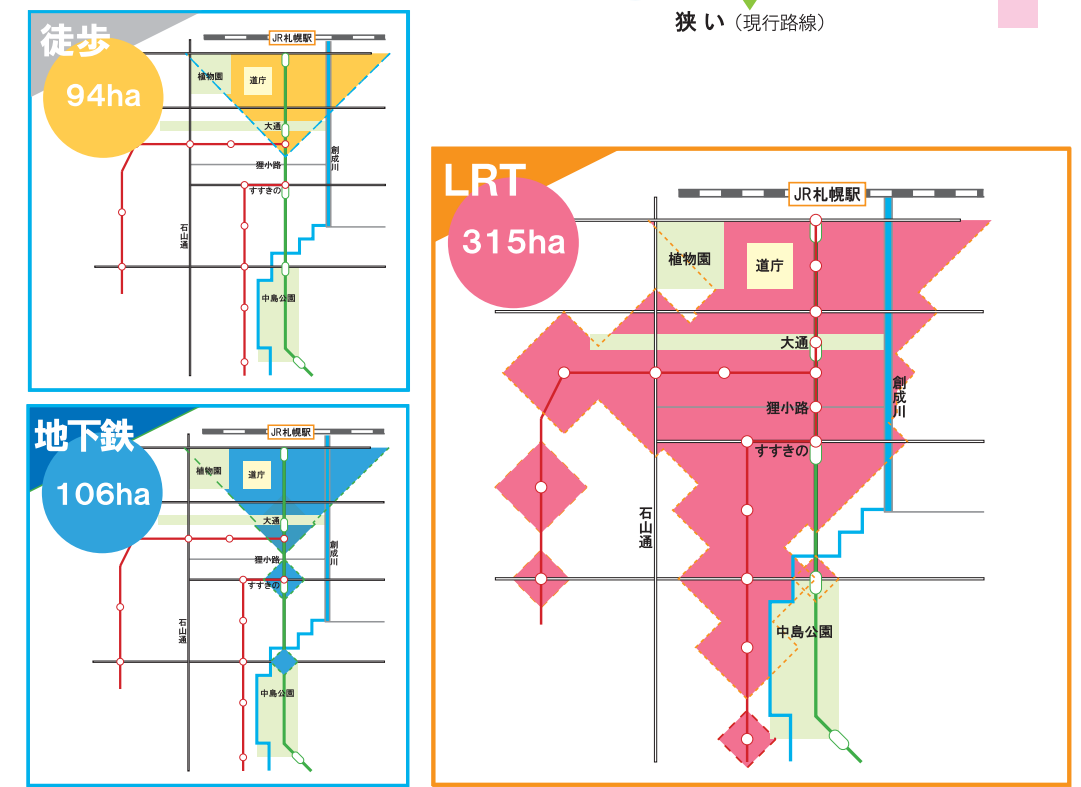 狭い（現行路線）
徒歩
94ha
JR札幌駅
植物園
道庁
大通
狸小路
創成川
すすきの
石山通
中島公園
地下鉄
106ha
JR札幌駅
植物園
道庁
大通
狸小路
創成川
すすきの
石山通
中島公園
LRT
315ha
JR札幌駅
植物園
道庁
大通
狸小路
創成川
すすきの
石山通
中島公園